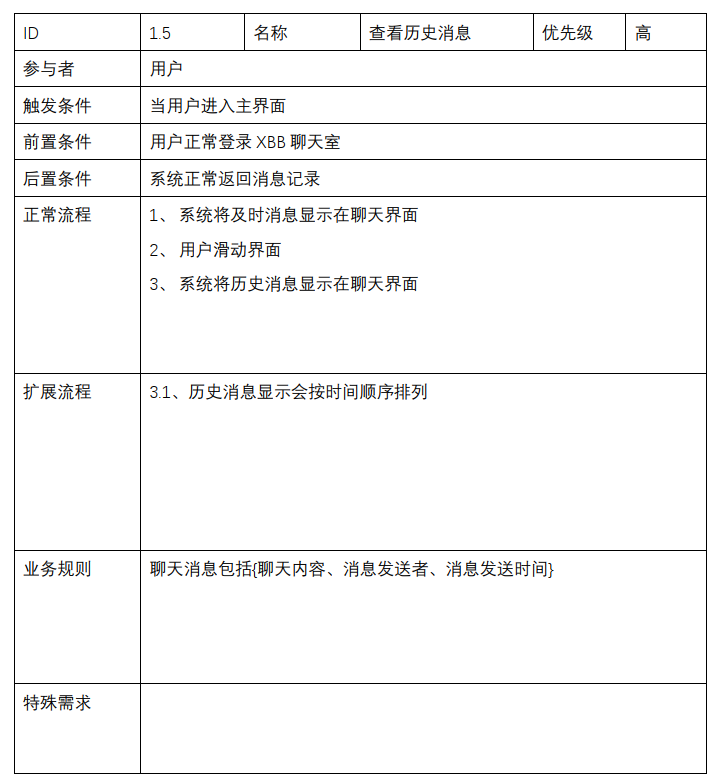 ID 1.5 名称 查看历史消息 优先级 高
参与者 用户
触发条件 当用户进入主界面
前置条件 用户正常登录 XBB 聊天室
后置条件 系统正常返回消息记录
正常流程 1、 系统将及时消息显示在聊天界面
2、 用户滑动界面
3、 系统将历史消息显示在聊天界面
扩展流程 3.1、历史消息显示会按时间顺序排列
业务规则 聊天消息包括{聊天内容、消息发送者、消息发送时间}
特殊需求